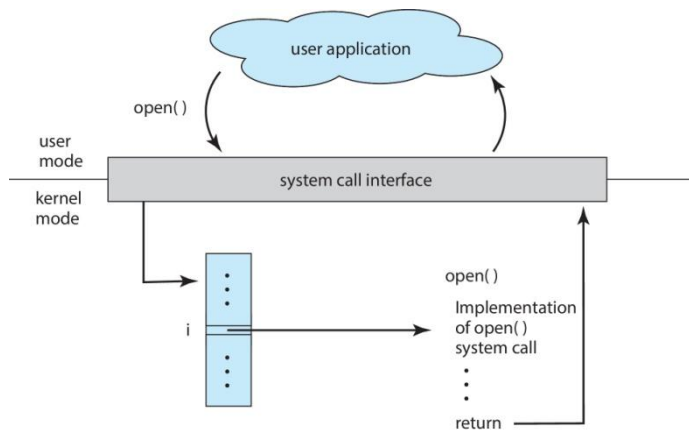 user application
open( )
user
mode
system call interface
kernel
mode
open( )
Implementation
of open( )
system call
i
return